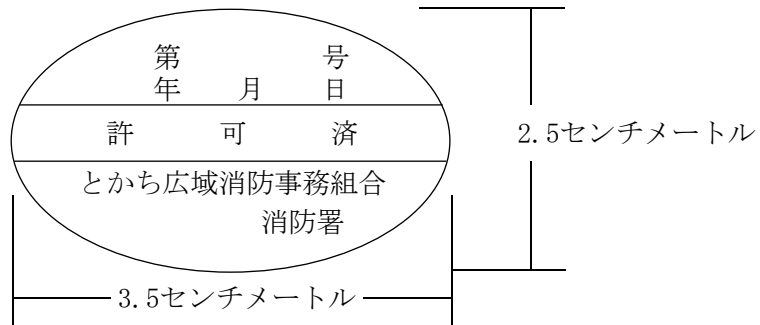 第 号
年 月 日
許 可 済
とかち広域消防事務組合
消防署
2.5センチメートル
3.5センチメートル